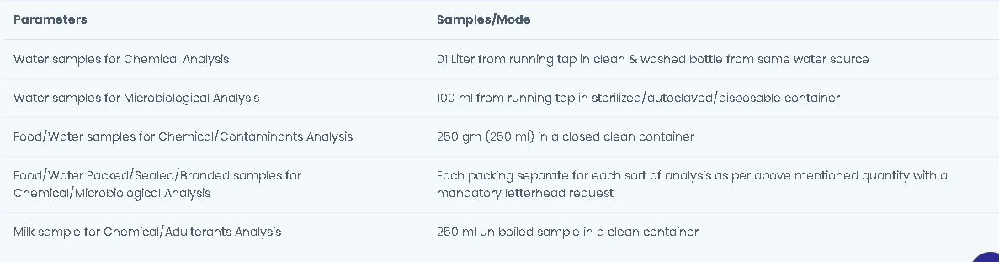 Parameters Samples/Mode
Water samples for Chemical Analysis 01 Liter from running tap in clean & washed bottle from same water source
Water samples for Microbiological Analysis 100 ml from running tap in sterilized/autoclaved/disposable container
Food/Water samples for Chemical/Contaminants Analysis 250 gm (250 ml) in a closed clean container
Food/Water Packed/Sealed/Branded samples for Each packing separate for each sort of analysis as per above mentioned quantity with a
Chemical/Microbiological Analysis mandatory letterhead request
Milk sample for Chemical/Adulterants Analysis 250 ml un boiled sample in a clean container